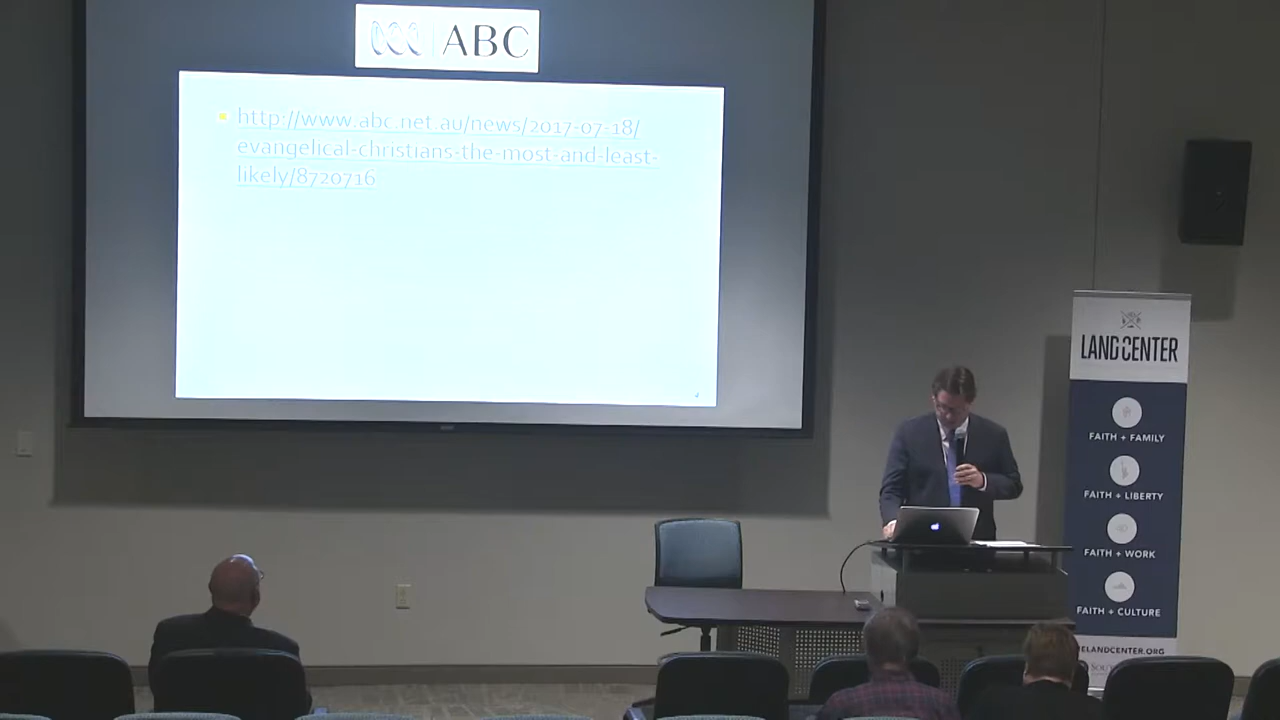 ABC
http://www.abc.net.au/news/2017-07-18/
evangelical-christians-the-most-and-least-
likely/8720716
LAND CENTER
FAITH + FAMILY
FAITH + LIBERTY
FAITH + WORK
FAITH + CULTURE